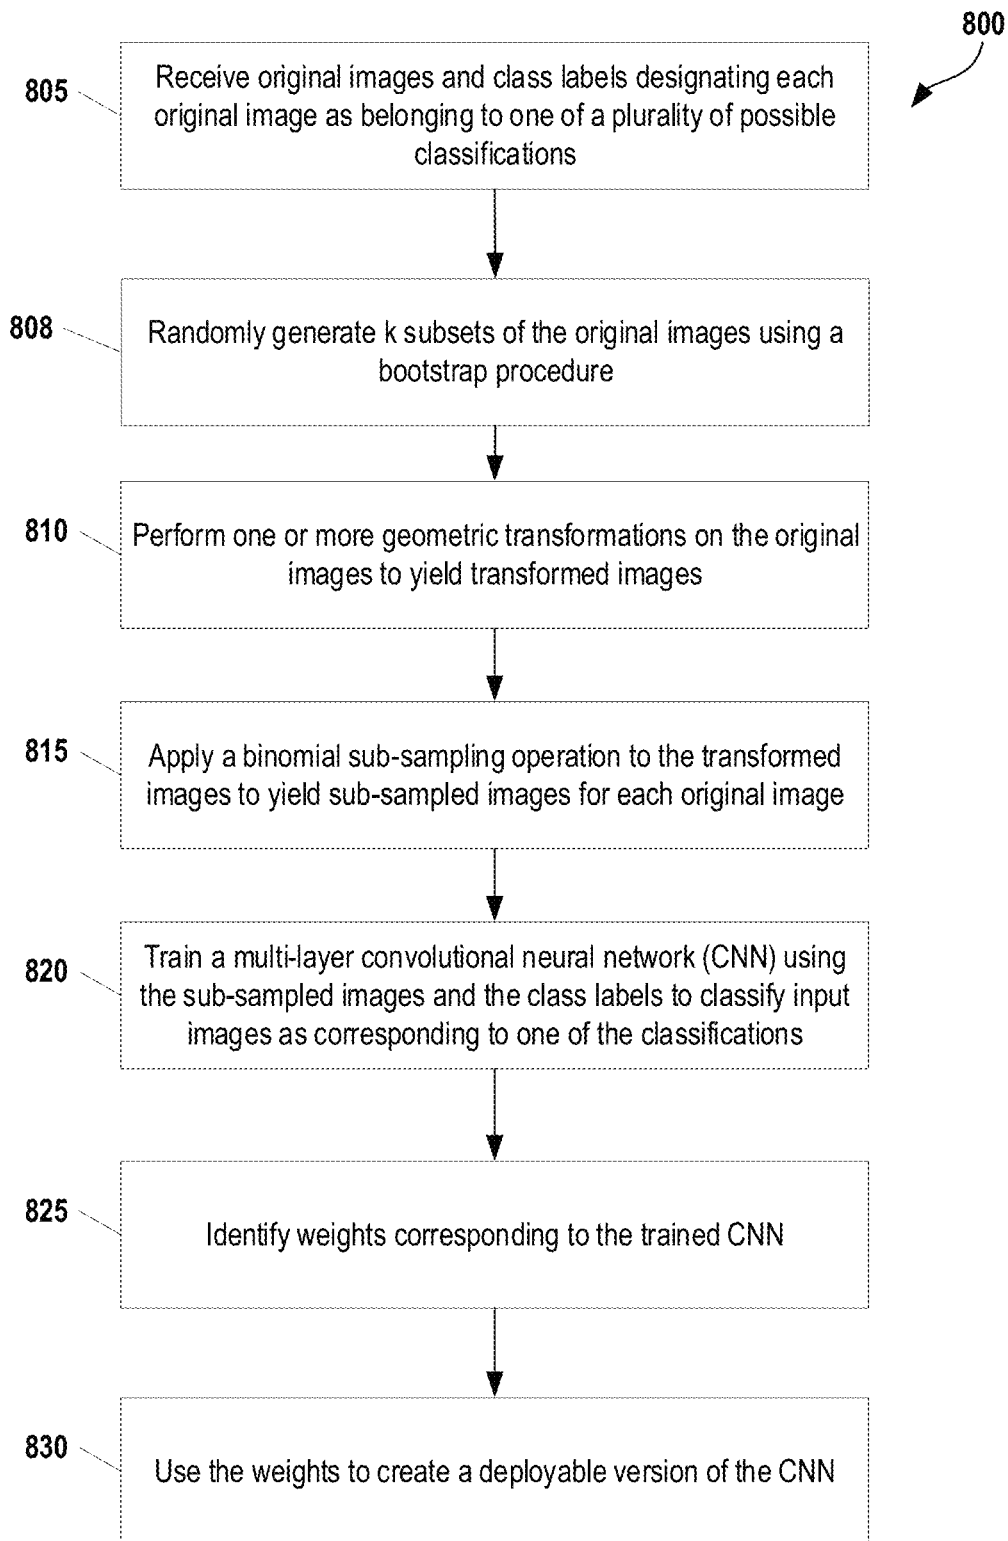 800
805
Receive original images and class labels designating each
original image as belonging to one of a plurality of possible
classifications
808
Randomly generate k subsets of the original images using a
bootstrap procedure
810
Perform one or more geometric transformations on the original
images to yield transformed images
815
Apply a binomial sub-sampling operation to the transformed
images to yield sub-sampled images for each original image
820
Train a multi-layer convolutional neural network (CNN) using
the sub-sampled images and the class labels to classify input
images as corresponding to one of the classifications
825
Identify weights corresponding to the trained CNN
830
Use the weights to create a deployable version of the CNN